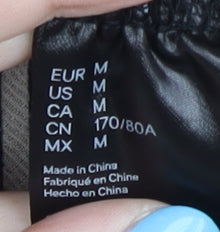 EUR M
US M
CA M
CN 170/80A
MX M
Made in China
Fabriqué en Chine
Hecho en China